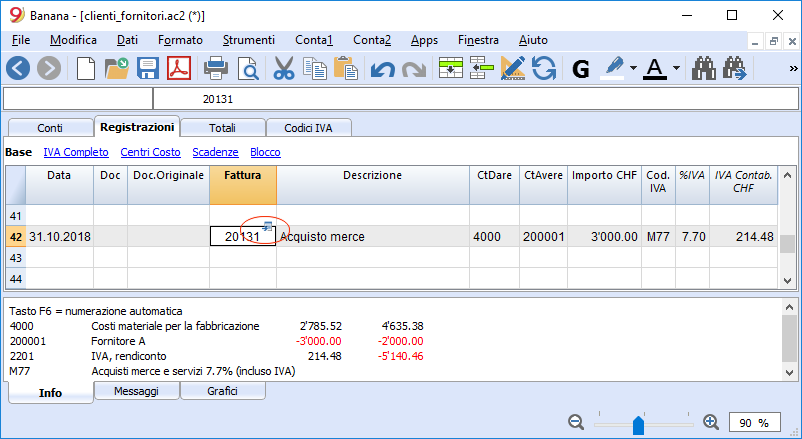 9 Banana - [clienti_fornitori.ac2 (*)]
File Modifica Dati Formato Strumenti Conta1 Conta2 Apps Finestra Aiuto
G A »
20131
Conti Registrazioni Totali Codici IVA
Base IVA Completo Centri Costo Scadenze Blocco
Data Doc Doc.Originale Fattura Descrizione CtDare CtAvere Importo CHF Cod. IVA %IVA IVA Contab. CHF
41
42 31.10.2018 20131 Acquisto merce 4000 200001 3'000.00 M77 7.70 214.48
43
44
Tasto F6 = numerazione automatica
4000 Costi materiale per la fabbricazione 2'785.52 4'635.38
200001 Fornitore A -3'000.00 -2'000.00
2201 IVA, rendiconto 214.48 -5'140.46
M77 Acquisti merce e servizi 7.7% (incluso IVA)
Info Messaggi Grafici
90 %